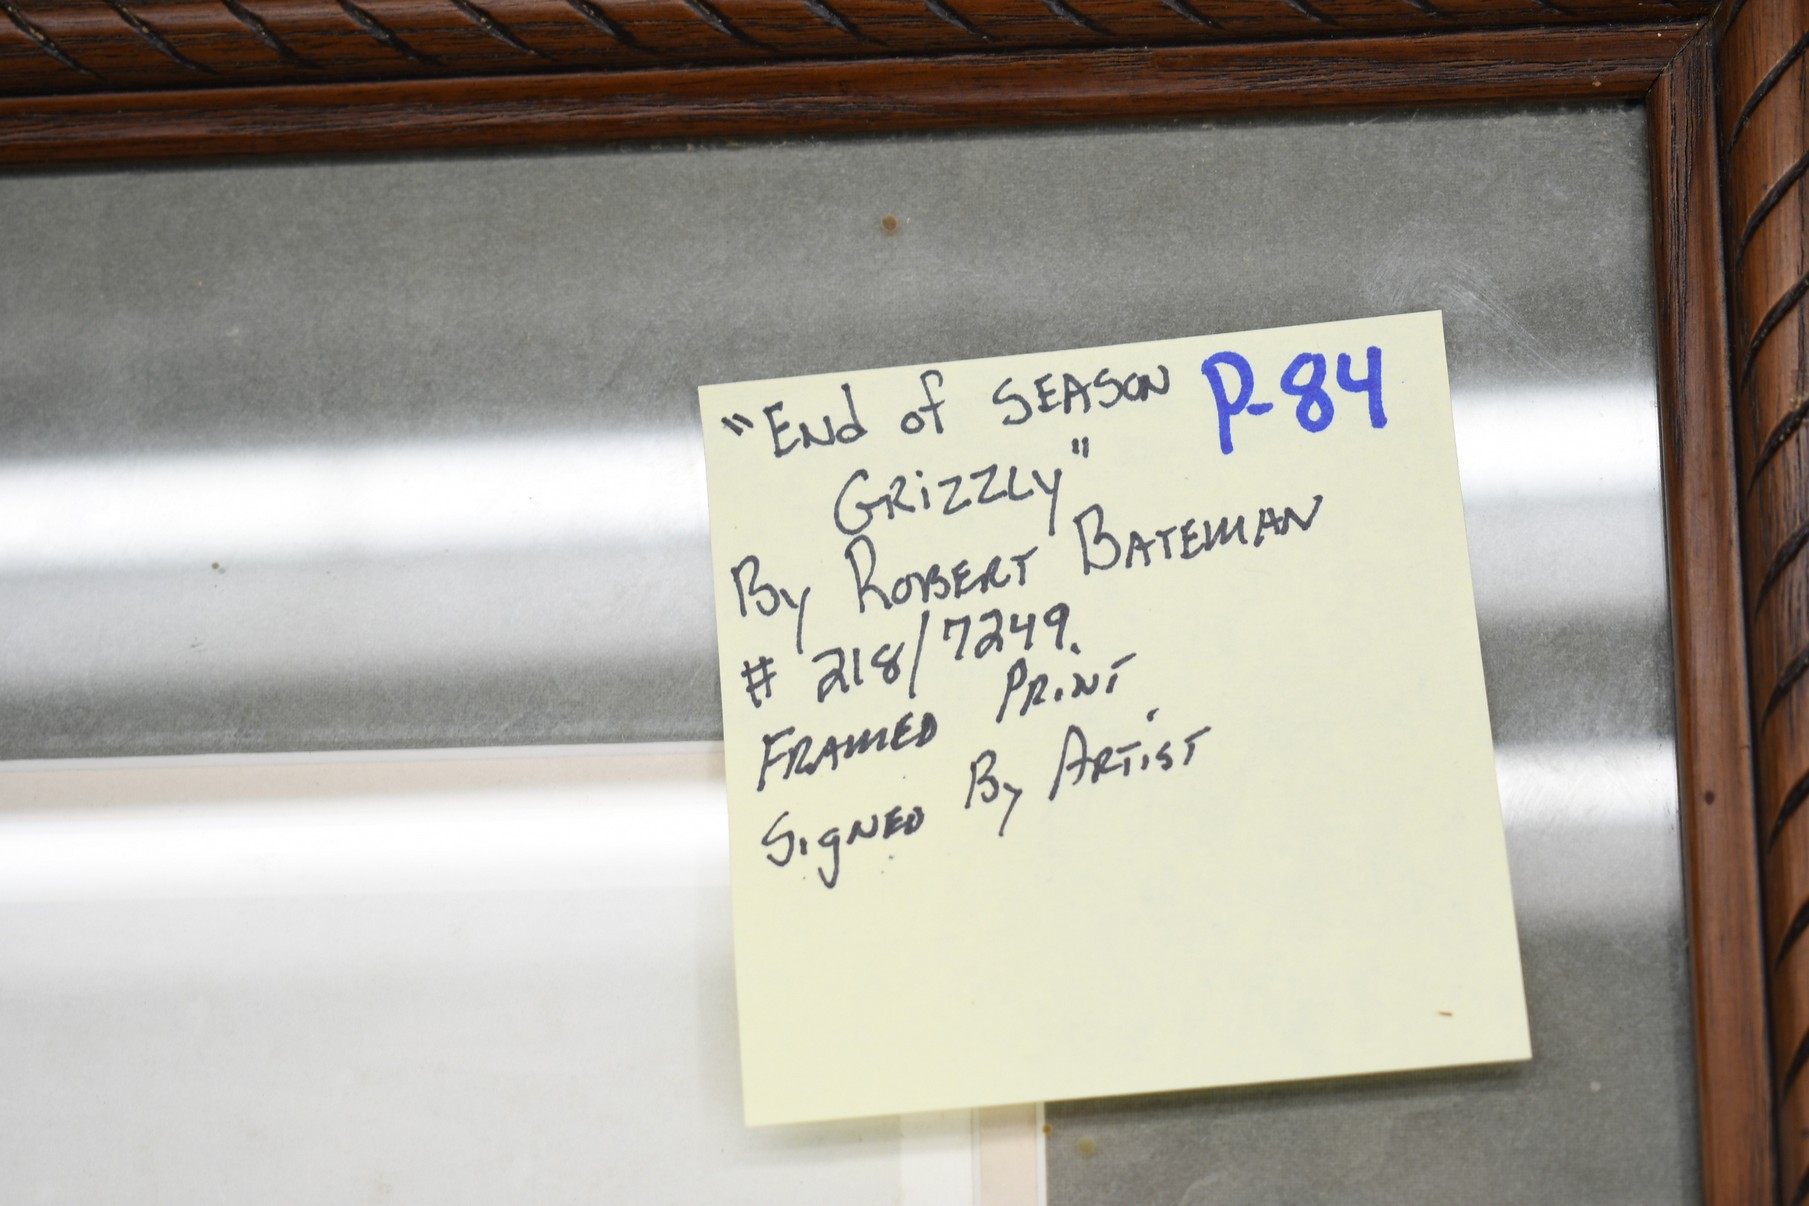 "End of SEASON P-84
GRiZZLy"
By ROBERT BATEMAN
# 218/7249.
FRAMED PRiNT
SigNED By ARTiST